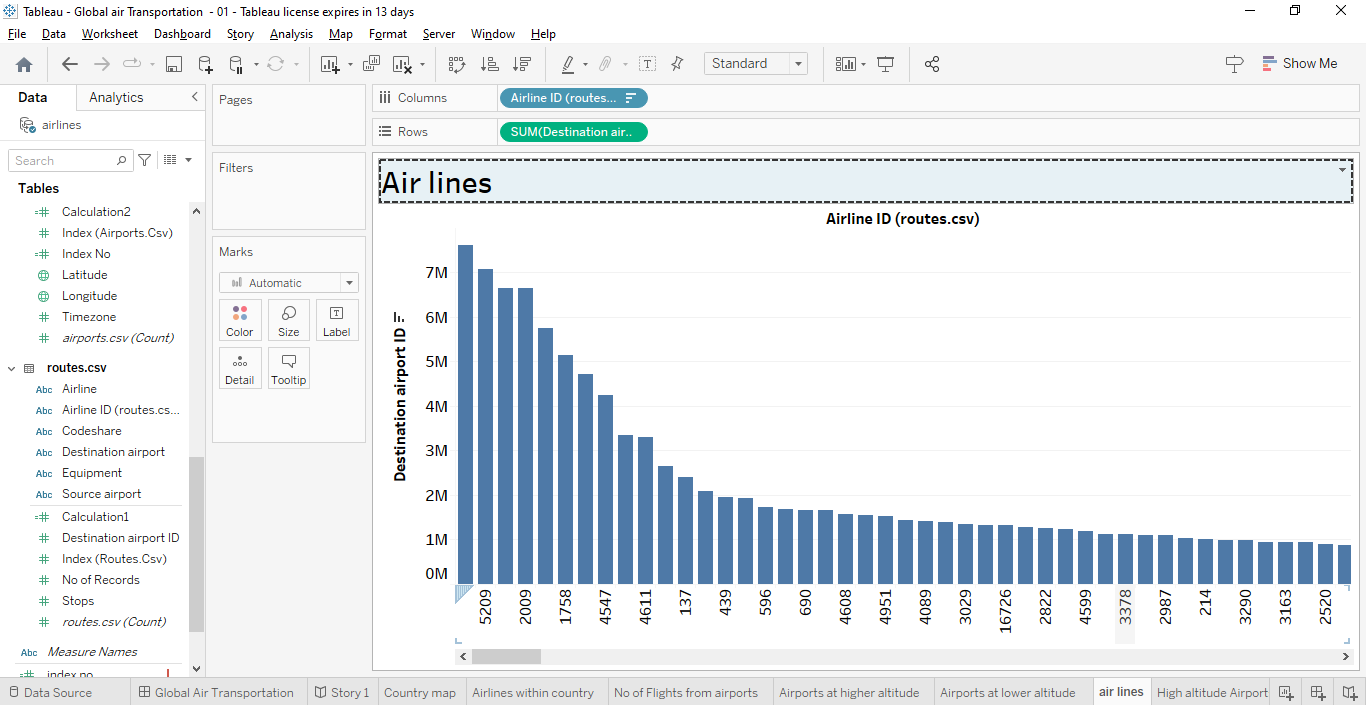 Tableau - Global air Transportation - 01 - Tableau license expires in 13 days
File Data Worksheet Dashboard Story Analysis Map Format Server Window Help
Standard
Show Me
Data Analytics
airlines
Search
Tables
Calculation2
Index (Airports.Csv)
Index No
Latitude
Longitude
Timezone
airports.csv (Count)
routes.csv
Abc Airline
Abc Airline ID (routes.cs...
Abc Codeshare
Abc Destination airport
Abc Equipment
Abc Source airport
Calculation1
Destination airport ID
Index (Routes.Csv)
No of Records
Stops
routes.csv (Count)
Abc Measure Names
index no
Pages
Filters
Marks
Automatic
Color Size Label
Detail Tooltip
Columns Airline ID (routes...
Rows SUM(Destination air..
Air lines
Airline ID (routes.csv)
Destination airport ID
7M
6M
5M
4M
3M
2M
1M
0M
5209 2009 1758 4547 4611 137 439 596 690 4608 4951 4089 3029 16726 2822 4599 3378 2987 214 3290 3163 2520
Data Source Global Air Transportation Story 1 Country map Airlines within country No of Flights from airports Airports at higher altitude Airports at lower altitude air lines High altitude Airport